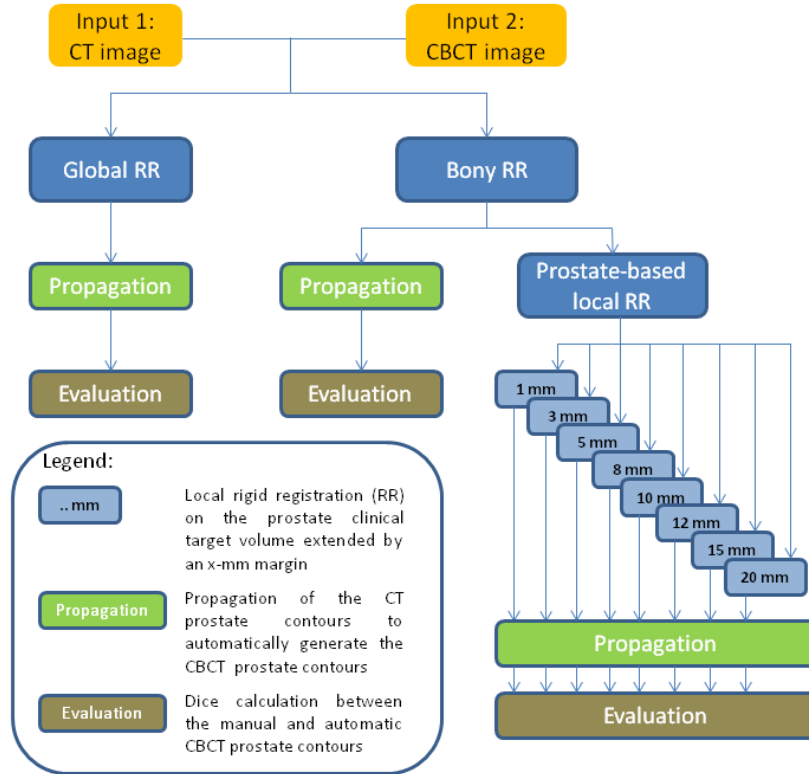 Input 1:
CT image
Input 2:
CBCT image
Global RR
Bony RR
Propagation
Propagation
Prostate-based
local RR
Evaluation
Evaluation
1 mm
3 mm
5 mm
8 mm
10 mm
12 mm
15 mm
20 mm
Propagation
Evaluation
Legend:
.. mm
Local rigid registration (RR)
on the prostate clinical
target volume extended by
an x-mm margin
Propagation
Propagation of the CT
prostate contours to
automatically generate the
CBCT prostate contours
Evaluation
Dice calculation between
the manual and automatic
CBCT prostate contours